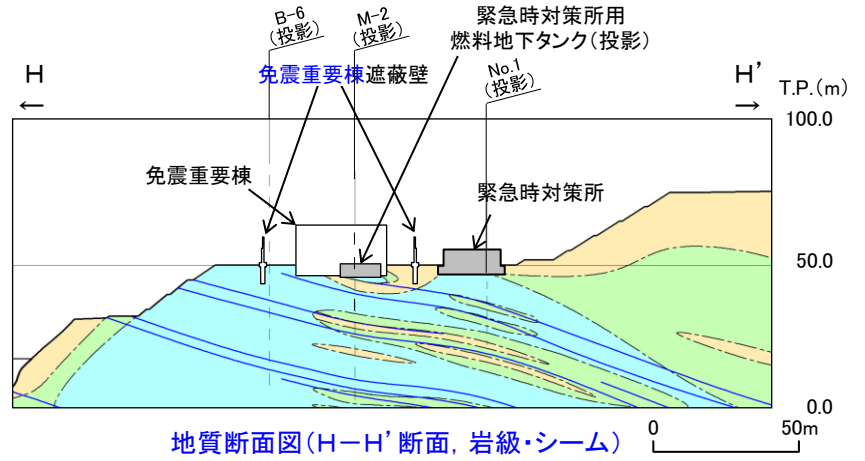 B-6
(投影)
M-2
(投影)
緊急時対策所用
燃料地下タンク(投影)
H
←
免震重要棟遮蔽壁
No.1
(投影)
H’
→
T.P.(m)
100.0
免震重要棟
緊急時対策所
50.0
0.0
地質断面図(H-H’断面, 岩級・シーム)
0
50m